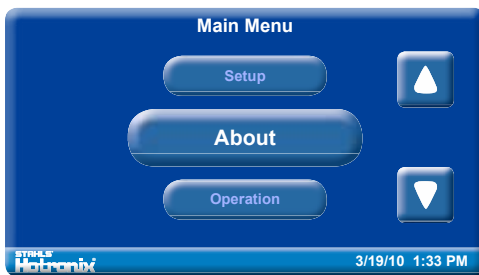 Main Menu
Setup
About
Operation
STAHLS'
Hotronix
3/19/10 1:33 PM